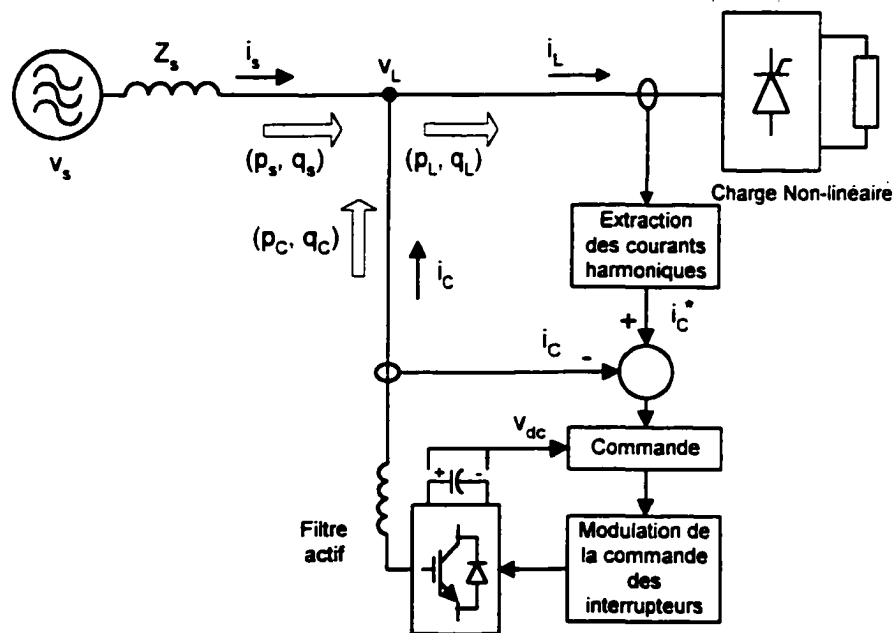 Z_s
i_s
v_L
i_L
v_s
(p_s, q_s)
(p_L, q_L)
Charge Non-linéaire
(p_C, q_C)
i_C
Extraction
des courants
harmoniques
+
i_C^*
i_C
-
v_dc
Commande
+ -
Filtre
actif
Modulation de
la commande
des
interrupteurs